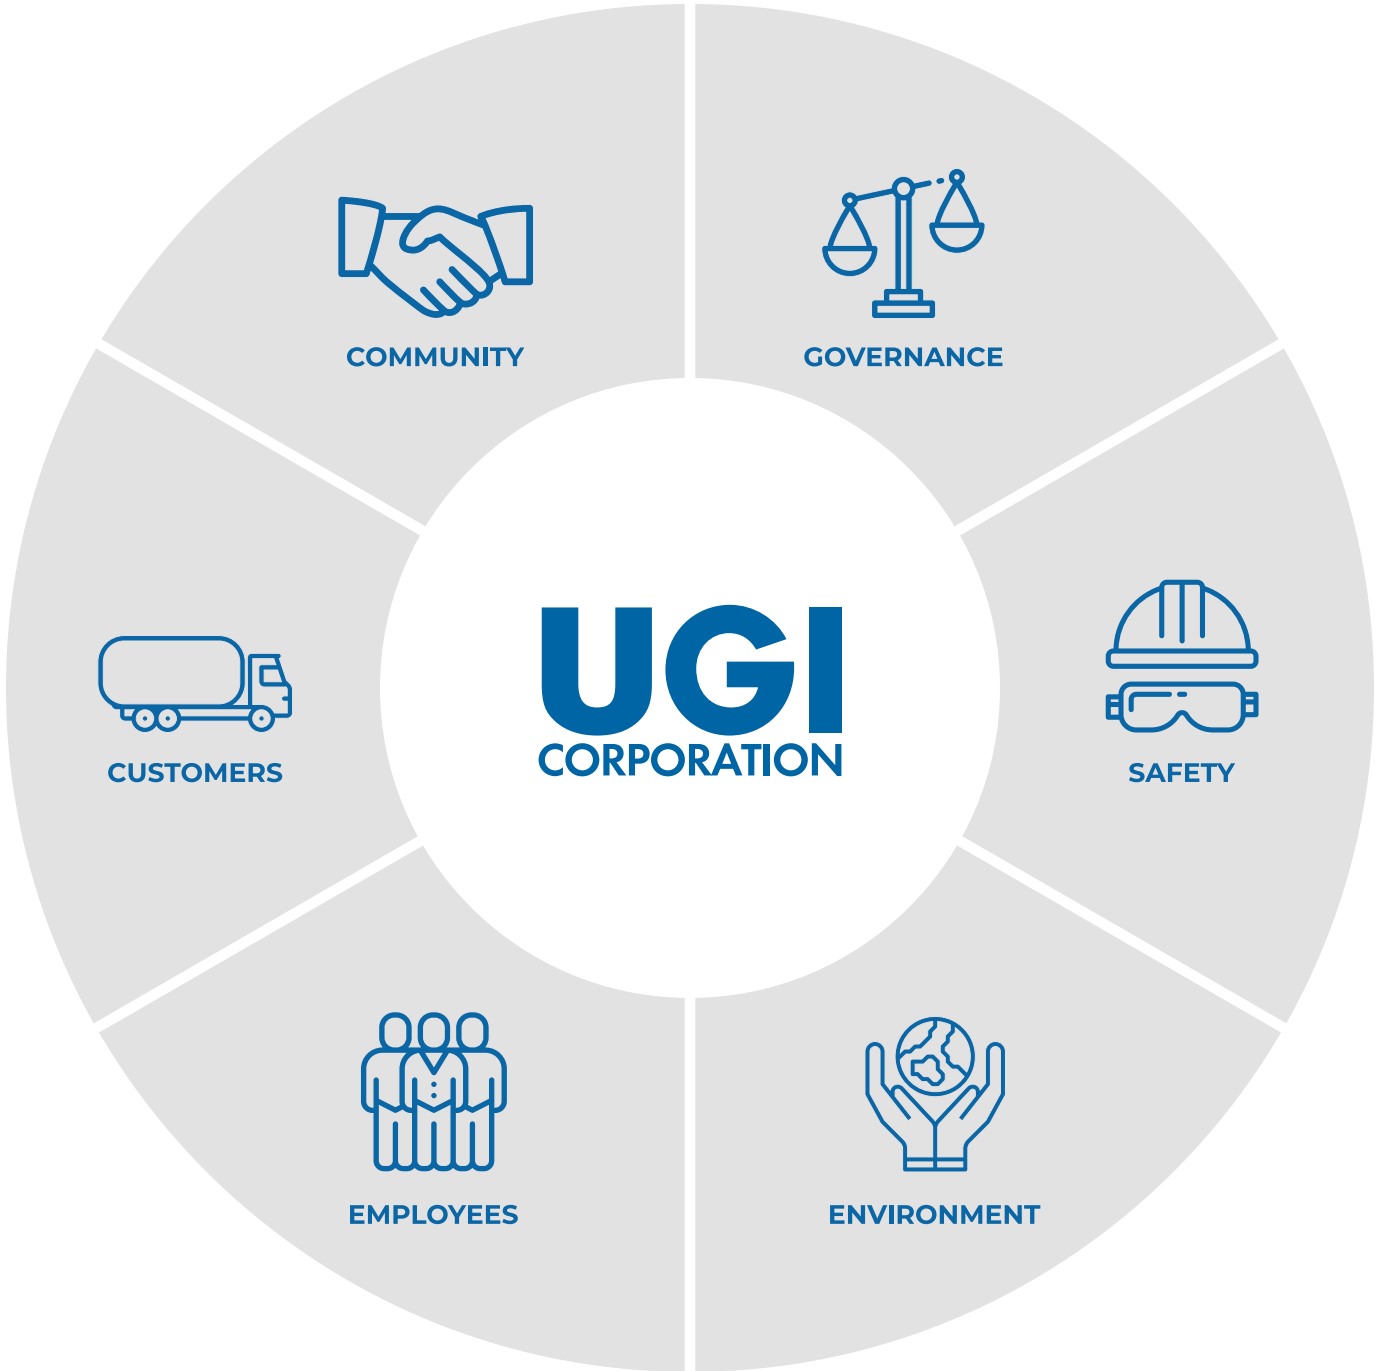 COMMUNITY
GOVERNANCE
UGI
CORPORATION
CUSTOMERS
SAFETY
EMPLOYEES
ENVIRONMENT